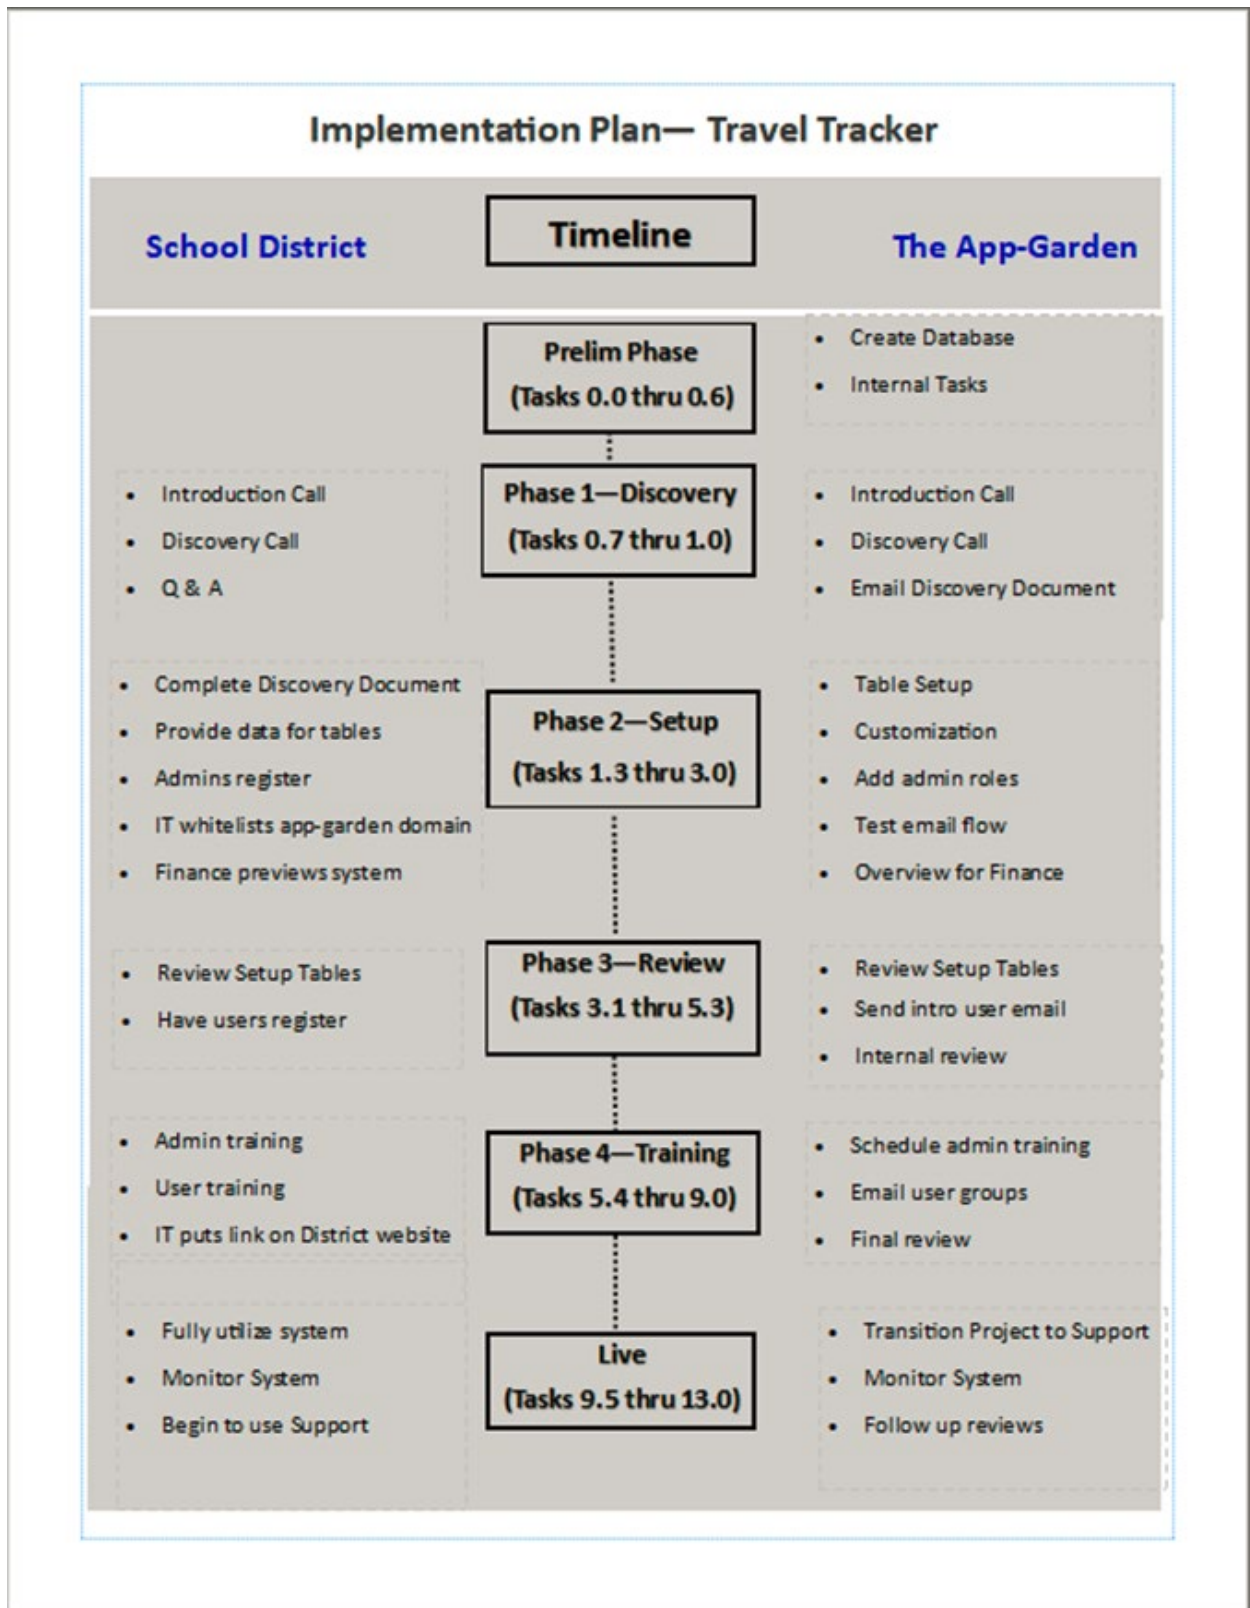 Implementation Plan— Travel Tracker
School District
Timeline
The App-Garden
Prelim Phase
(Tasks 0.0 thru 0.6)
• Create Database
• Internal Tasks
• Introduction Call
• Discovery Call
• Q & A
Phase 1—Discovery
(Tasks 0.7 thru 1.0)
• Introduction Call
• Discovery Call
• Email Discovery Document
• Complete Discovery Document
• Provide data for tables
• Admins register
• IT whitelists app-garden domain
• Finance previews system
Phase 2—Setup
(Tasks 1.3 thru 3.0)
• Table Setup
• Customization
• Add admin roles
• Test email flow
• Overview for Finance
• Review Setup Tables
• Have users register
Phase 3—Review
(Tasks 3.1 thru 5.3)
• Review Setup Tables
• Send intro user email
• Internal review
• Admin training
• User training
• IT puts link on District website
Phase 4—Training
(Tasks 5.4 thru 9.0)
• Schedule admin training
• Email user groups
• Final review
• Fully utilize system
• Monitor System
• Begin to use Support
Live
(Tasks 9.5 thru 13.0)
• Transition Project to Support
• Monitor System
• Follow up reviews